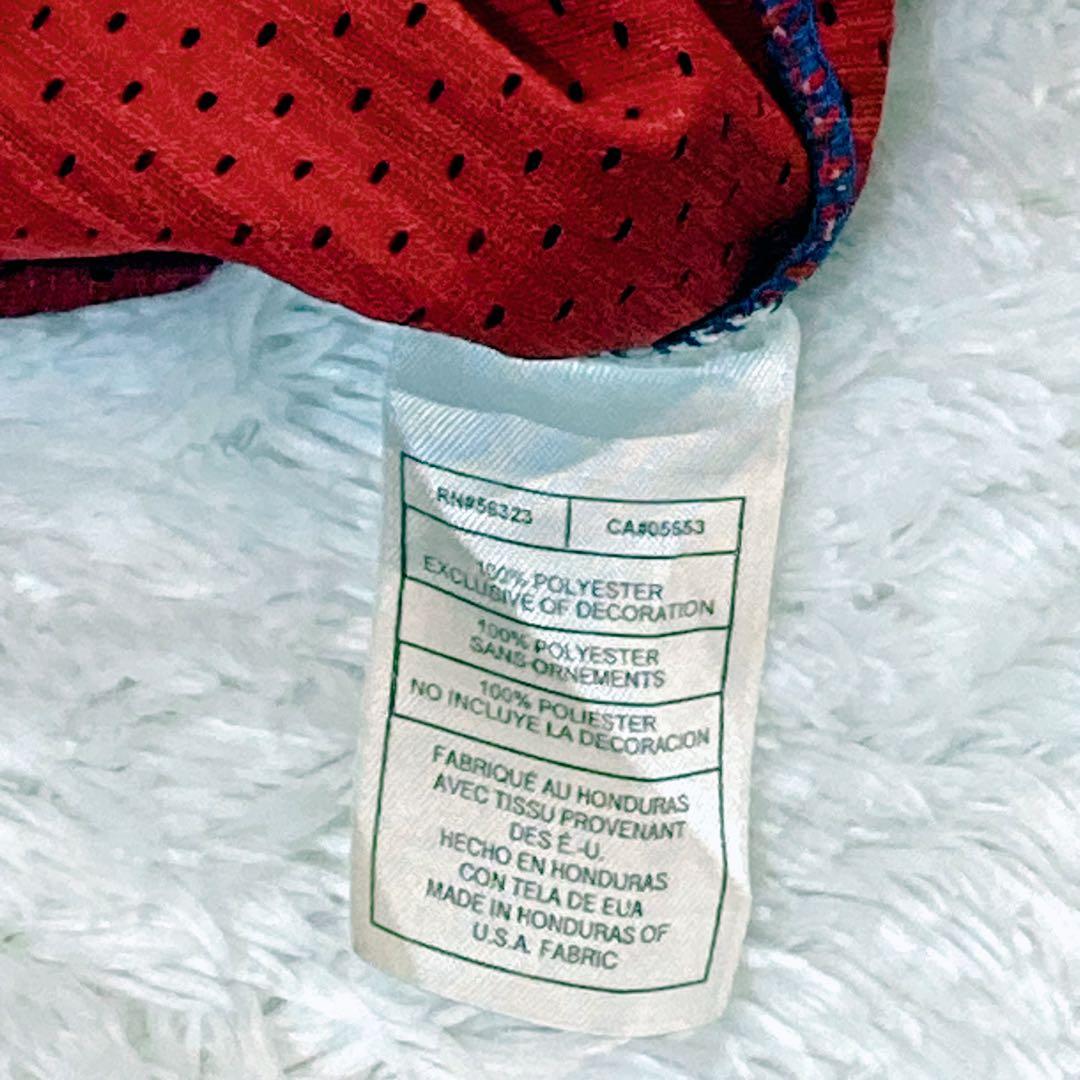 RN#56323
CA#05653
100% POLYESTER
EXCLUSIVE OF DECORATION
100% POLYESTER
SANS ORNEMENTS
100% POLIESTER
NO INCLUYE LA DECORACION
FABRIQUÉ AU HONDURAS
AVEC TISSU PROVENANT
DES É.-U.
HECHO EN HONDURAS
CON TELA DE EUA
MADE IN HONDURAS OF
U.S.A. FABRIC